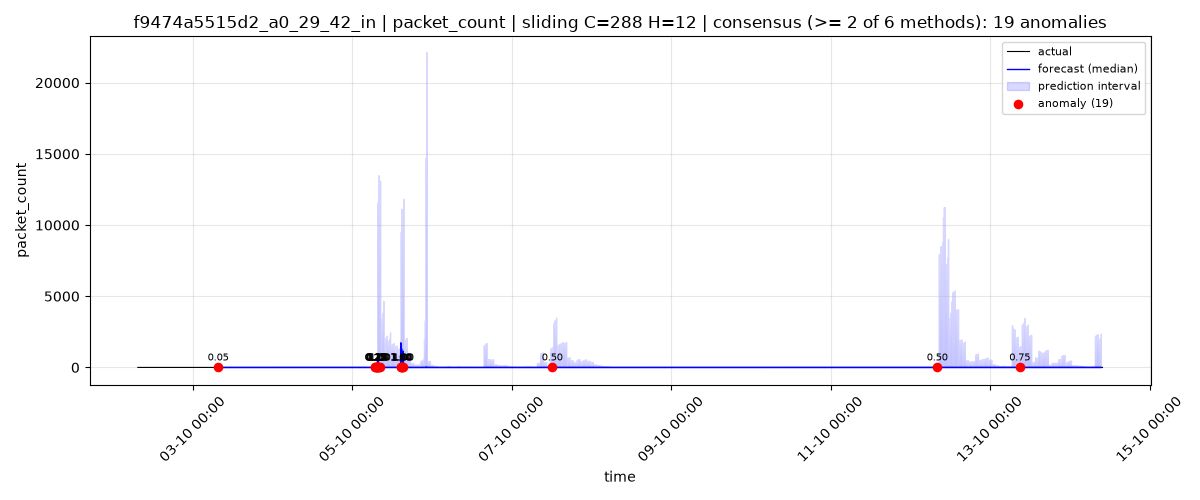 f9474a5515d2_a0_29_42_in | packet_count | sliding C=288 H=12 | consensus (>= 2 of 6 methods): 19 anomalies
actual
forecast (median)
prediction interval
anomaly (19)
packet_count
20000
15000
10000
5000
0
0.05
0.50
0.50
0.75
03-10 00:00
05-10 00:00
07-10 00:00
09-10 00:00
11-10 00:00
13-10 00:00
15-10 00:00
time